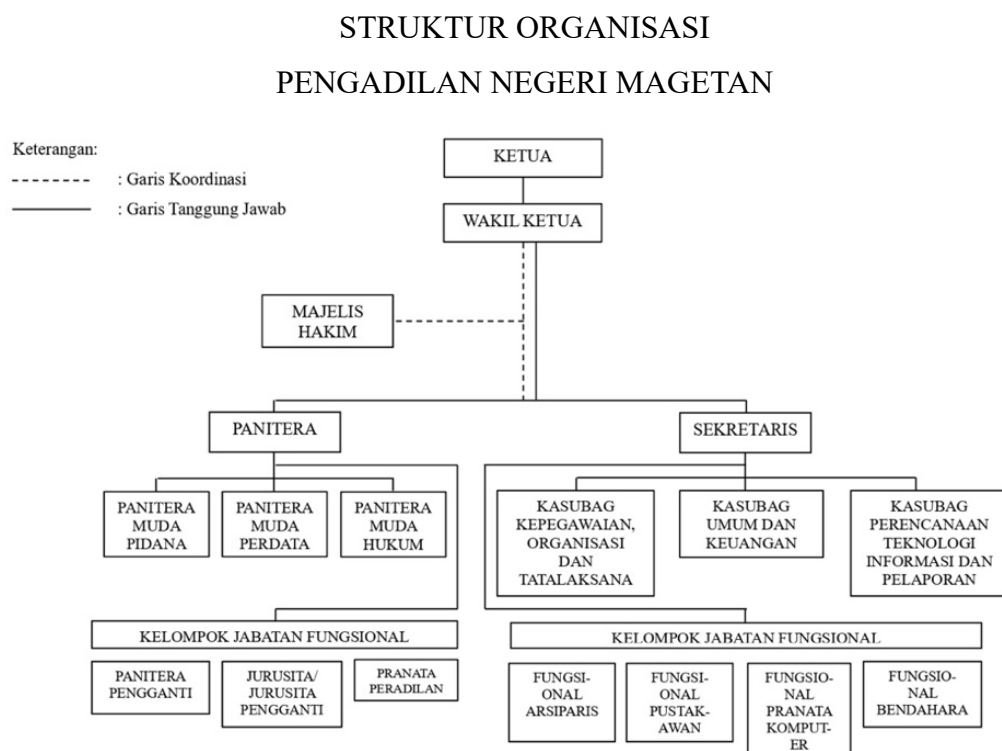 STRUKTUR ORGANISASI
PENGADILAN NEGERI MAGETAN
Keterangan:
: Garis Koordinasi
: Garis Tanggung Jawab
KETUA
WAKIL KETUA
MAJELIS
HAKIM
PANITERA
SEKRETARIS
PANITERA
MUDA
PIDANA
PANITERA
MUDA
PERDATA
PANITERA
MUDA
HUKUM
KASUBAG
KEPEGAWAIAN,
ORGANISASI
DAN
TATALAKSANA
KASUBAG
UMUM DAN
KEUANGAN
KASUBAG
PERENCANAAN
TEKNOLOGI
INFORMASI DAN
PELAPORAN
KELOMPOK JABATAN FUNGSIONAL
PANITERA
PENGGANTI
JURUSITA/
JURUSITA
PENGGANTI
PRANATA
PERADILAN
KELOMPOK JABATAN FUNGSIONAL
FUNGSI-
ONAL
ARSIPARIS
FUNGSI-
ONAL
PUSTAK-
AWAN
FUNGSIO-
NAL
PRANATA
KOMPUT-
ER
FUNGSIO-
NAL
BENDAHARA